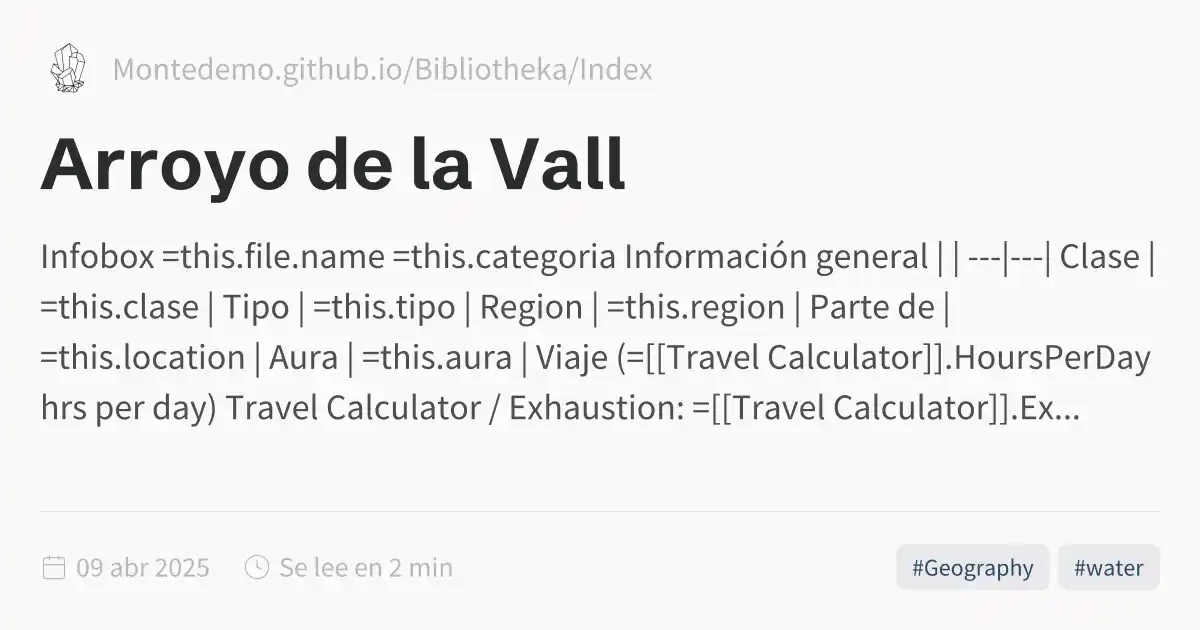 Montedemo.github.io/Bibliotheka/Index
Arroyo de la Vall
Infobox =this.file.name =this.categoria Información general | | ---|---| Clase |
=this.clase | Tipo | =this.tipo | Region | =this.region | Parte de |
=this.location | Aura | =this.aura | Viaje (=[[Travel Calculator]].HoursPerDay
hrs per day) Travel Calculator / Exhaustion: =[[Travel Calculator]].Ex...
09 abr 2025 Se lee en 2 min #Geography #water